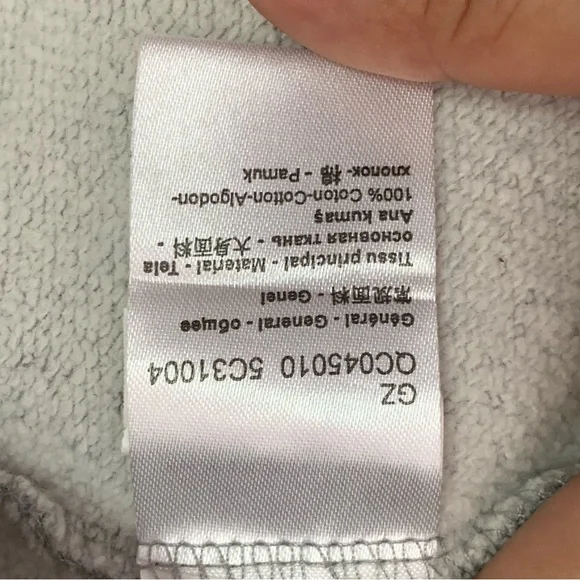 GZ
QC045010 5C31004
Général - General - общее
常规面料 - Genel
Tissu principal - Material - Tela
основная ткань - 大身面料 -
Ana kumaş
100% Coton-Cotton-Algodon-
хлопок- 棉 - Pamuk